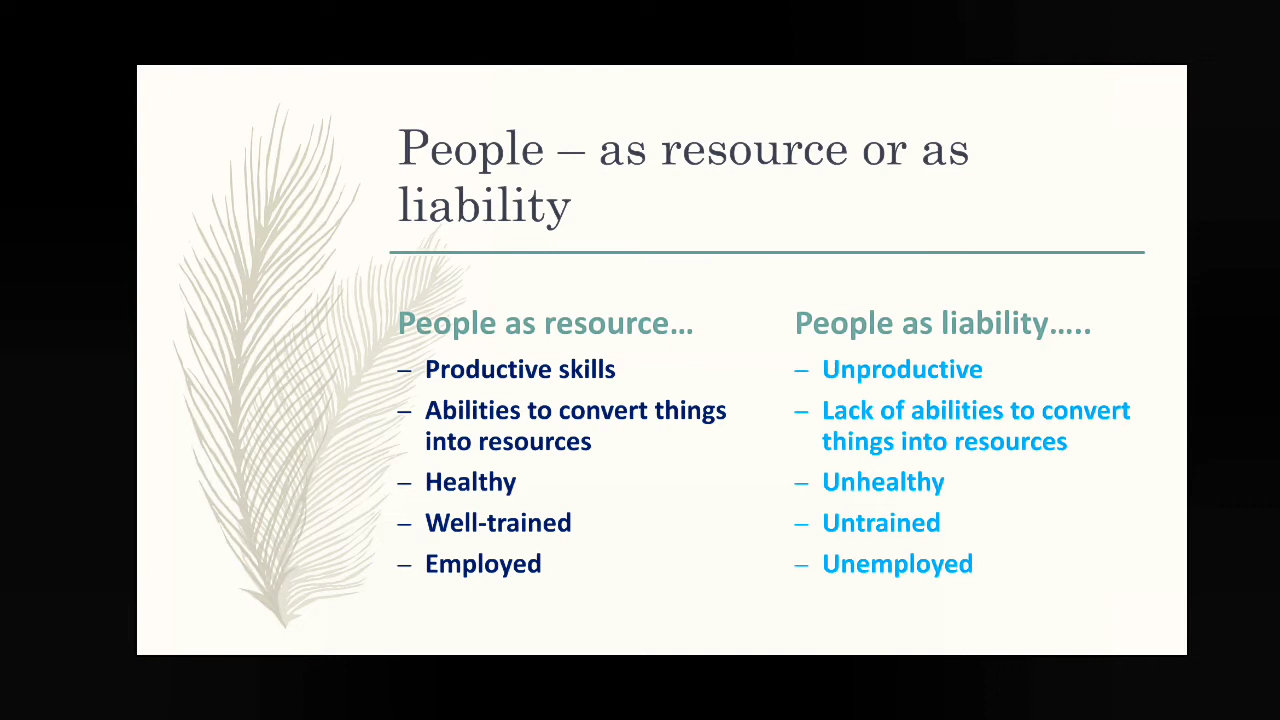 People – as resource or as
liability
People as resource...
– Productive skills
– Abilities to convert things
into resources
– Healthy
– Well-trained
– Employed
People as liability.....
– Unproductive
– Lack of abilities to convert
things into resources
– Unhealthy
– Untrained
– Unemployed